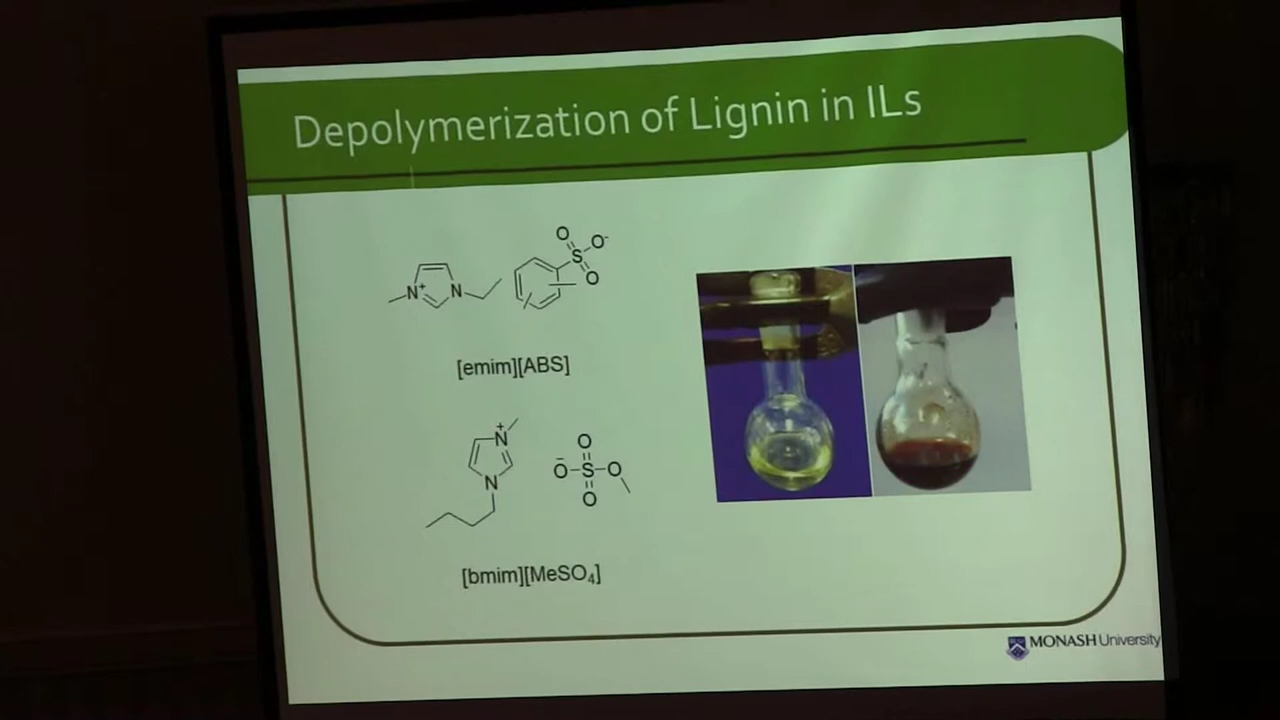 Depolymerization of Lignin in ILs
O
S
O⁻
O
N⁺
N
[emim][ABS]
N⁺
N
O
O⁻
S
O
O
[bmim][MeSO₄]
MONASH University